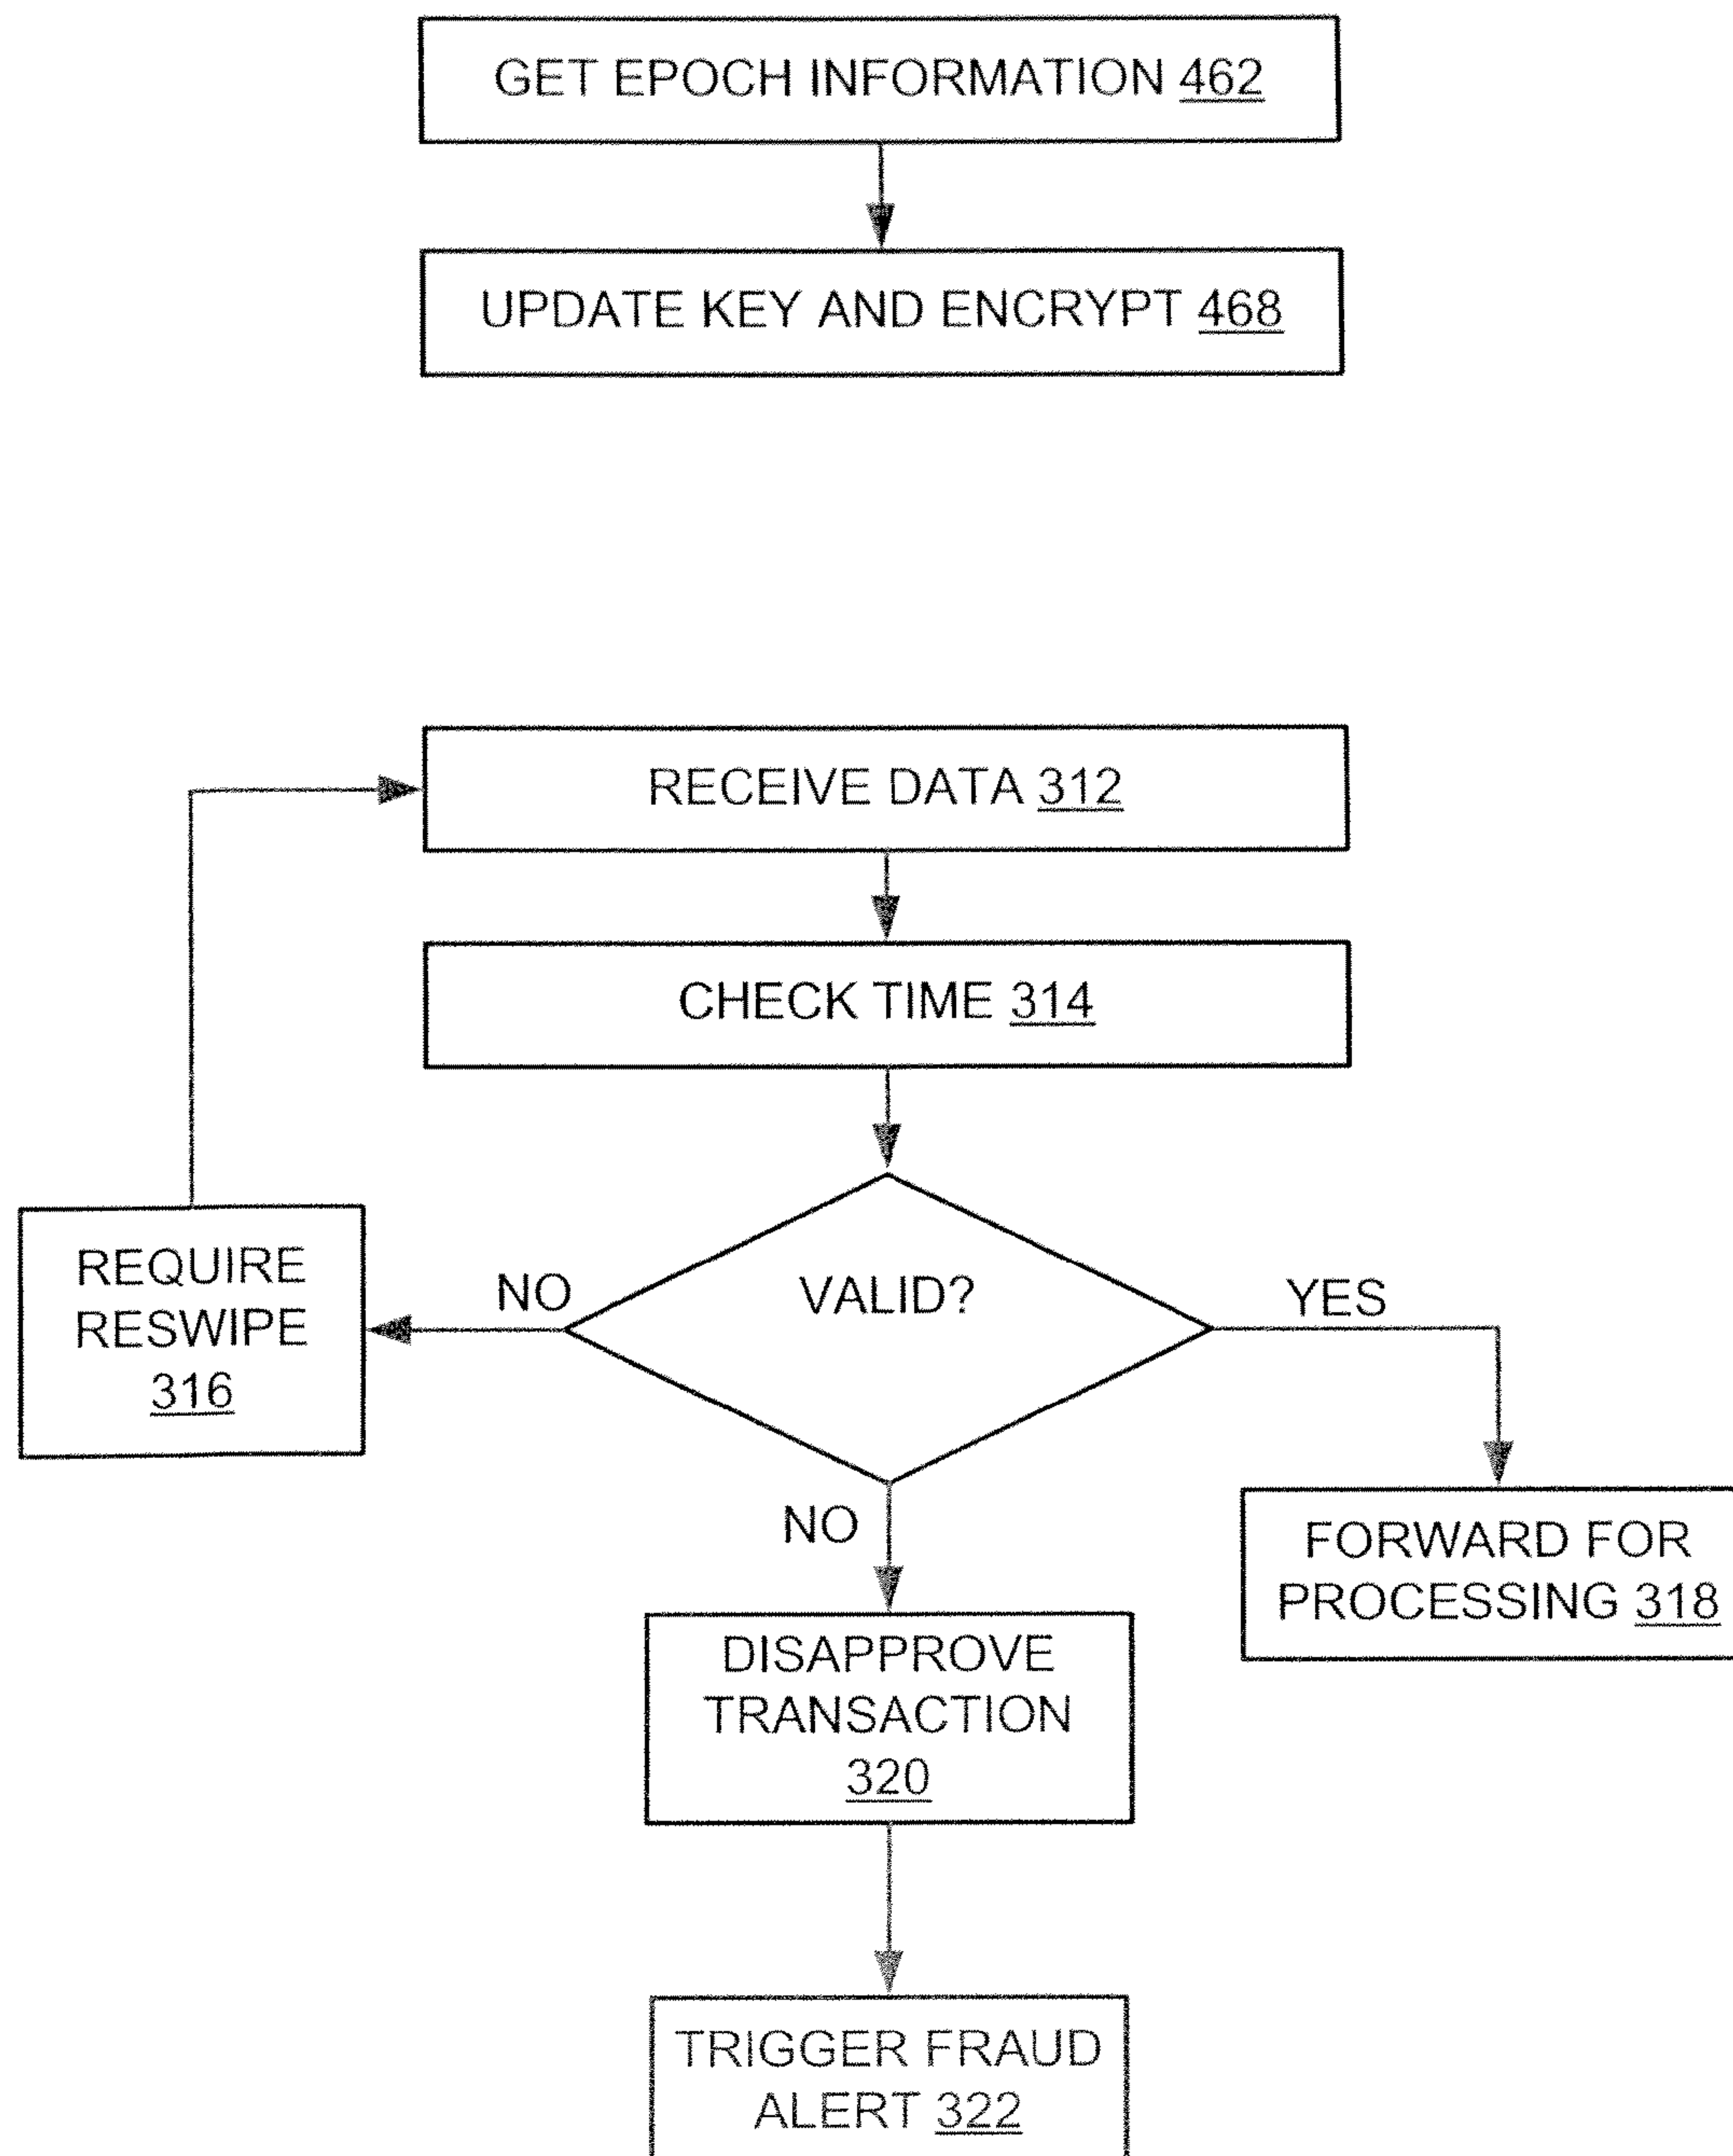 GET EPOCH INFORMATION 462
UPDATE KEY AND ENCRYPT 468
RECEIVE DATA 312
CHECK TIME 314
VALID?
NO
YES
REQUIRE
RESWIPE
316
NO
FORWARD FOR
PROCESSING 318
DISAPPROVE
TRANSACTION
320
TRIGGER FRAUD
ALERT 322